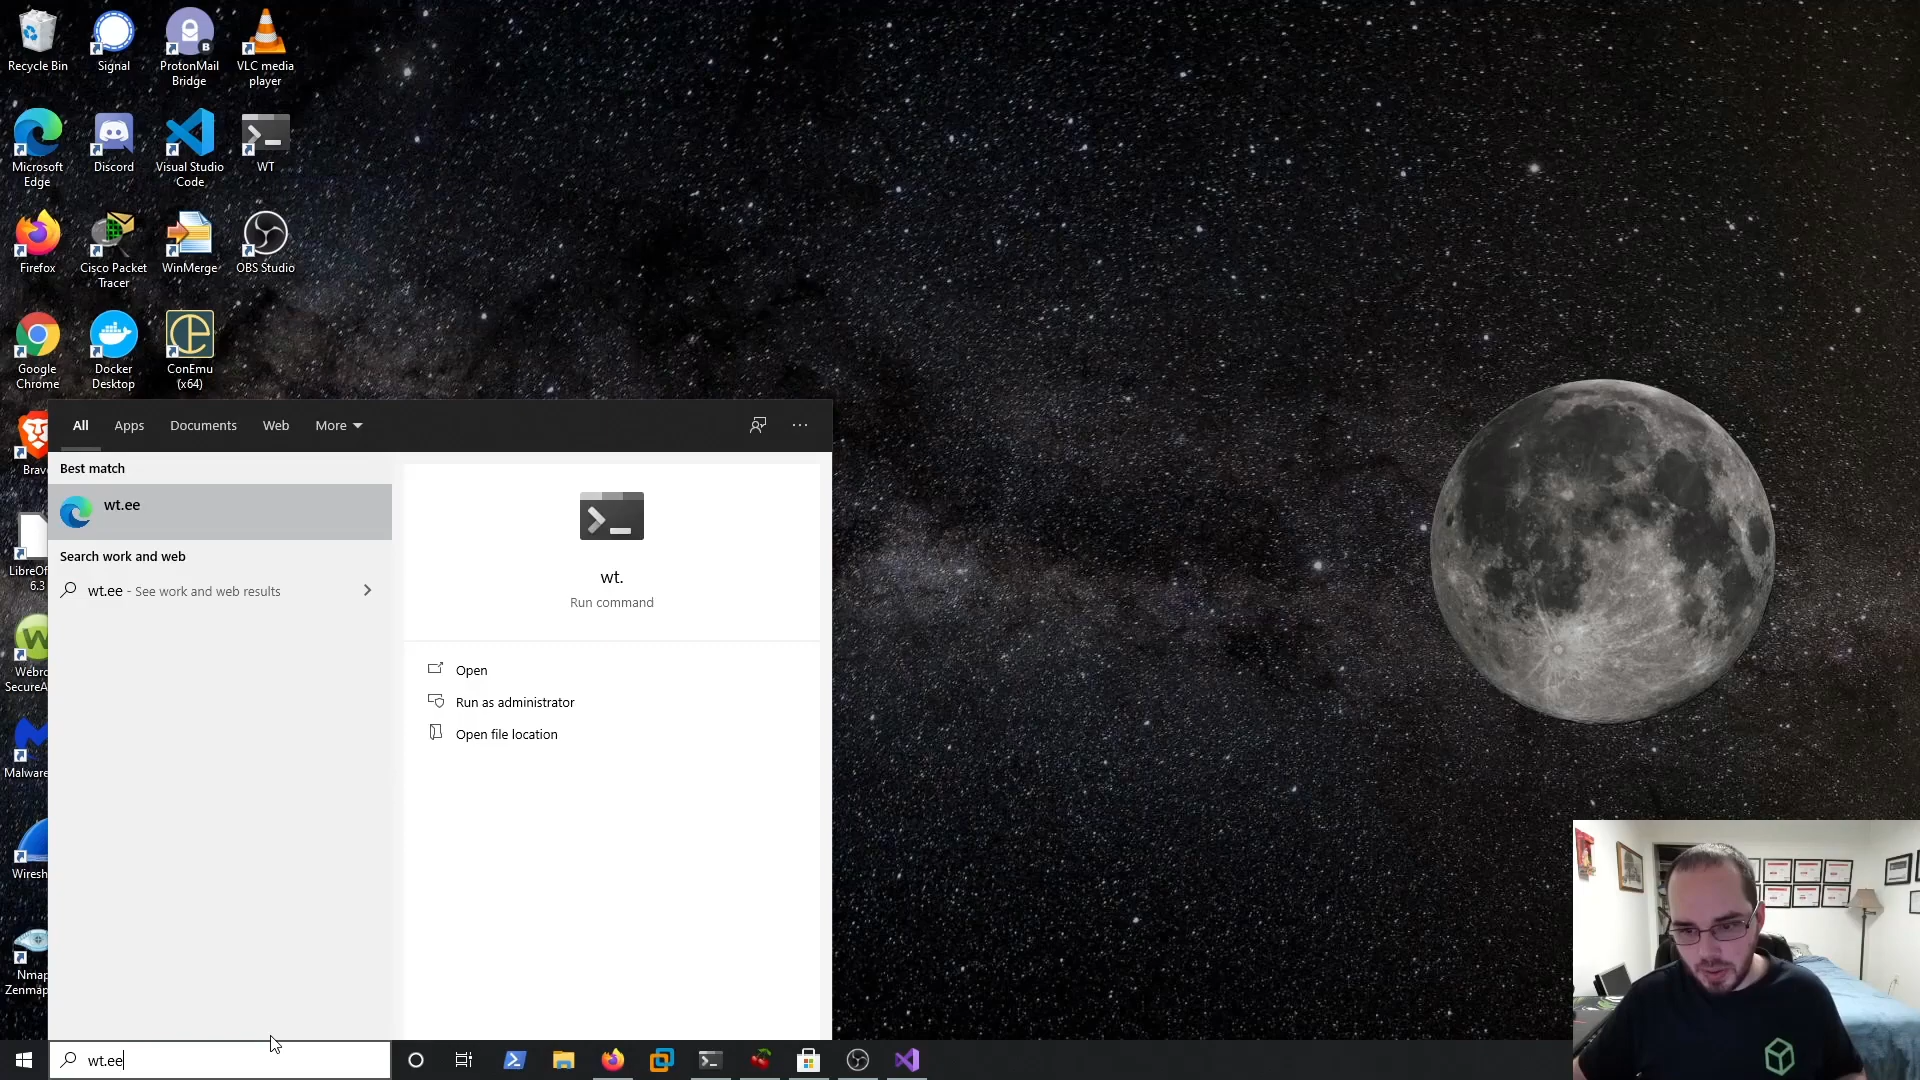 Recycle Bin
Signal
ProtonMail
Bridge
VLC media
player
Microsoft
Edge
Discord
Visual Studio
Code
WT
Firefox
Cisco Packet
Tracer
WinMerge
OBS Studio
Google
Chrome
Docker
Desktop
ConEmu
(x64)
Brav
LibreOf
6.3
Webro
SecureA
Malware
Wiresh
Nmap
Zenmap
All
Apps
Documents
Web
More
Best match
wt.ee
Search work and web
wt.ee - See work and web results
wt.
Run command
Open
Run as administrator
Open file location
wt.ee